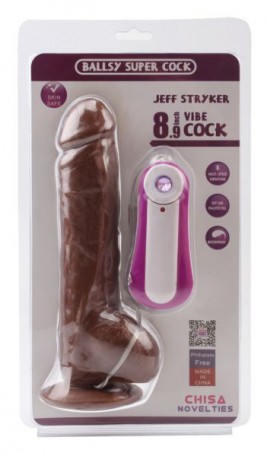 BALLSY SUPER COCK
SKIN
SAFE
JEFF STRYKER
8.9 inch VIBE
COCK
Phthalate
Free
MADE IN
CHINA
CHISA
NOVELTIES